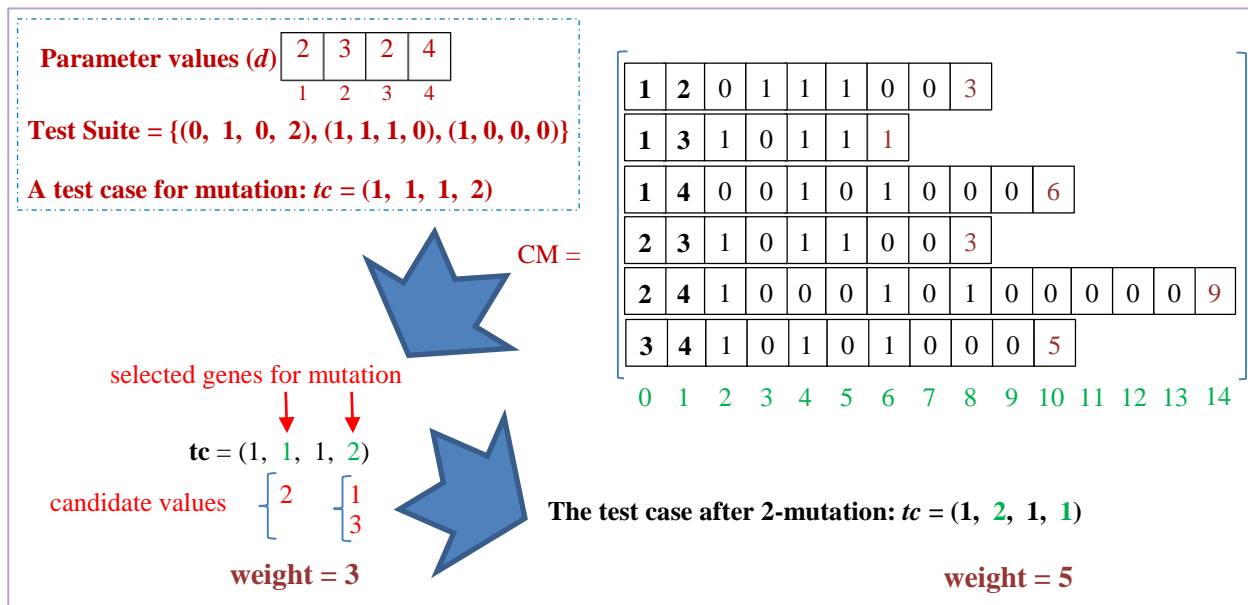 Parameter values (d) 2 3 2 4
1 2 3 4
Test Suite = {(0, 1, 0, 2), (1, 1, 1, 0), (1, 0, 0, 0)}
A test case for mutation: tc = (1, 1, 1, 2)
CM =
1 2 0 1 1 1 0 0 3
1 3 1 0 1 1 1
1 4 0 0 1 0 1 0 0 0 6
2 3 1 0 1 1 0 0 3
2 4 1 0 0 0 1 0 1 0 0 0 0 0 9
3 4 1 0 1 0 1 0 0 0 5
0 1 2 3 4 5 6 7 8 9 10 11 12 13 14
selected genes for mutation
tc = (1, 1, 1, 2)
candidate values 2 1
3
weight = 3
The test case after 2-mutation: tc = (1, 2, 1, 1)
weight = 5